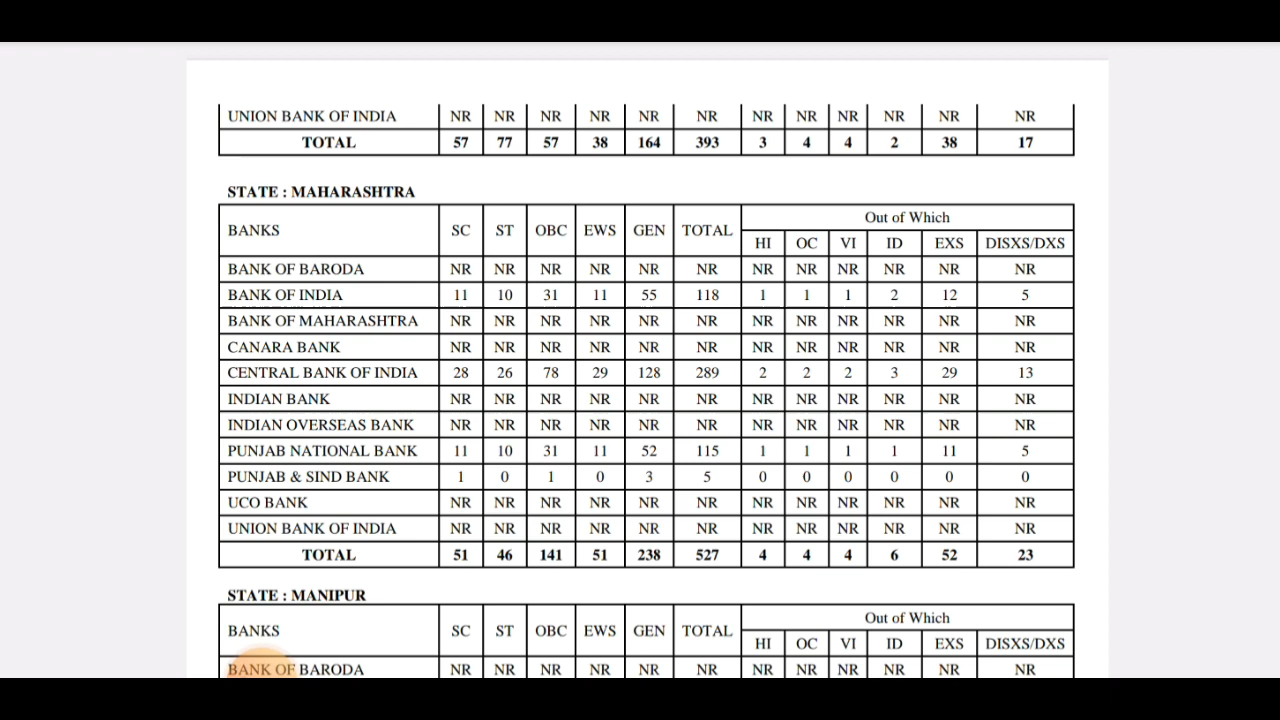 UNION BANK OF INDIA NR NR NR NR NR NR NR NR NR NR NR NR
TOTAL 57 77 57 38 164 393 3 4 4 2 38 17
STATE : MAHARASHTRA
BANKS SC ST OBC EWS GEN TOTAL Out of Which
HI OC VI ID EXS DISXS/DXS
BANK OF BARODA NR NR NR NR NR NR NR NR NR NR NR NR
BANK OF INDIA 11 10 31 11 55 118 1 1 1 2 12 5
BANK OF MAHARASHTRA NR NR NR NR NR NR NR NR NR NR NR NR
CANARA BANK NR NR NR NR NR NR NR NR NR NR NR NR
CENTRAL BANK OF INDIA 28 26 78 29 128 289 2 2 2 3 29 13
INDIAN BANK NR NR NR NR NR NR NR NR NR NR NR NR
INDIAN OVERSEAS BANK NR NR NR NR NR NR NR NR NR NR NR NR
PUNJAB NATIONAL BANK 11 10 31 11 52 115 1 1 1 1 11 5
PUNJAB & SIND BANK 1 0 1 0 3 5 0 0 0 0 0 0
UCO BANK NR NR NR NR NR NR NR NR NR NR NR NR
UNION BANK OF INDIA NR NR NR NR NR NR NR NR NR NR NR NR
TOTAL 51 46 141 51 238 527 4 4 4 6 52 23
STATE : MANIPUR
BANKS SC ST OBC EWS GEN TOTAL Out of Which
HI OC VI ID EXS DISXS/DXS
BANK OF BARODA NR NR NR NR NR NR NR NR NR NR NR NR